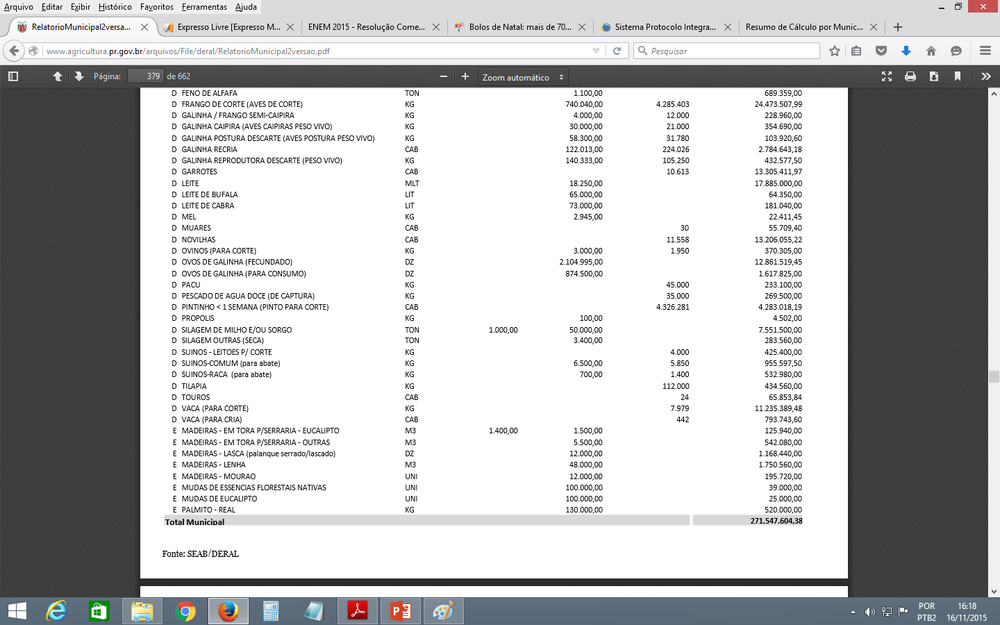 Arquivo Editar Exibir Histórico Favoritos Ferramentas Ajuda
RelatorioMunicipal2versa... Expresso Livre [Expresso M... ENEM 2015 - Resolução Come... Bolos de Natal: mais de 70... Sistema Protocolo Integra... Resumo de Cálculo por Munic...
www.agricultura.pr.gov.br/arquivos/File/deral/RelatorioMunicipal2versao.pdf Pesquisar
Página: 379 de 662 Zoom automático
D FENO DE ALFAFA TON 1.100,00 689.359,00
D FRANGO DE CORTE (AVES DE CORTE) KG 740.040,00 4.285.403 24.473.507,99
D GALINHA / FRANGO SEMI-CAIPIRA KG 4.000,00 12.000 228.960,00
D GALINHA CAIPIRA (AVES CAIPIRAS PESO VIVO) KG 30.000,00 21.000 354.690,00
D GALINHA POSTURA DESCARTE (AVES POSTURA PESO VIVO) KG 58.300,00 31.780 103.920,60
D GALINHA RECRIA CAB 122.013,00 224.026 2.784.643,18
D GALINHA REPRODUTORA DESCARTE (PESO VIVO) KG 140.333,00 105.250 432.577,50
D GARROTES CAB 10.613 13.305.411,97
D LEITE MLT 18.250,00 17.885.000,00
D LEITE DE BUFALA LIT 65.000,00 64.350,00
D LEITE DE CABRA LIT 73.000,00 181.040,00
D MEL KG 2.945,00 22.411,45
D MUARES CAB 30 55.709,40
D NOVILHAS CAB 11.558 13.206.055,22
D OVINOS (PARA CORTE) KG 3.000,00 1.950 370.305,00
D OVOS DE GALINHA (FECUNDADO) DZ 2.104.995,00 12.861.519,45
D OVOS DE GALINHA (PARA CONSUMO) DZ 874.500,00 1.617.825,00
D PACU KG 45.000 233.100,00
D PESCADO DE AGUA DOCE (DE CAPTURA) KG 35.000 269.500,00
D PINTINHO < 1 SEMANA (PINTO PARA CORTE) CAB 4.326.281 4.283.018,19
D PROPOLIS KG 100,00 4.502,00
D SILAGEM DE MILHO E/OU SORGO TON 1.000,00 50.000,00 7.551.500,00
D SILAGEM OUTRAS (SECA) TON 3.400,00 283.560,00
D SUINOS - LEITOES P/ CORTE KG 4.000 425.400,00
D SUINOS-COMUM (para abate) KG 6.500,00 5.850 955.597,50
D SUINOS-RACA (para abate) KG 700,00 1.400 532.980,00
D TILAPIA KG 112.000 434.560,00
D TOUROS CAB 24 65.853,84
D VACA (PARA CORTE) KG 7.979 11.235.389,48
D VACA (PARA CRIA) CAB 442 793.743,60
E MADEIRAS - EM TORA P/SERRARIA - EUCALIPTO M3 1.400,00 1.500,00 125.940,00
E MADEIRAS - EM TORA P/SERRARIA - OUTRAS M3 5.500,00 542.080,00
E MADEIRAS - LASCA (palanque serrado/lascado) DZ 12.000,00 1.168.440,00
E MADEIRAS - LENHA M3 48.000,00 1.750.560,00
E MADEIRAS - MOURAO UNI 12.000,00 195.720,00
E MUDAS DE ESSENCIAS FLORESTAIS NATIVAS UNI 100.000,00 39.000,00
E MUDAS DE EUCALIPTO UNI 100.000,00 25.000,00
E PALMITO - REAL KG 130.000,00 520.000,00
Total Municipal 271.547.604,38
Fonte: SEAB/DERAL
POR 16:18
PTB2 16/11/2015